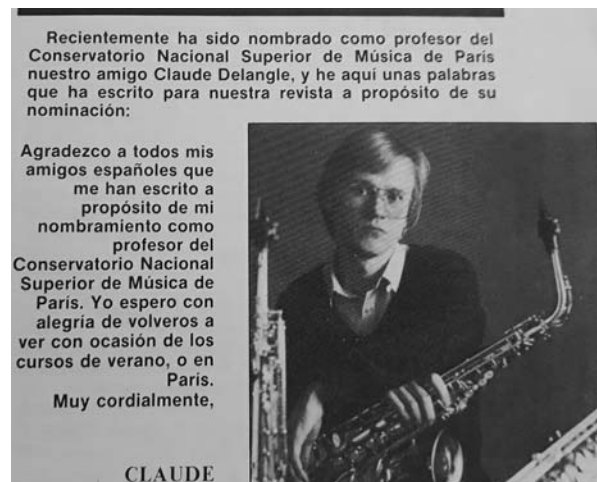 Recientemente ha sido nombrado como profesor del
Conservatorio Nacional Superior de Música de París
nuestro amigo Claude Delangle, y he aquí unas palabras
que ha escrito para nuestra revista a propósito de su
nominación:
Agradezco a todos mis
amigos españoles que
me han escrito a
propósito de mi
nombramiento como
profesor del
Conservatorio Nacional
Superior de Música de
París. Yo espero con
alegría de volveros a
ver con ocasión de los
cursos de verano, o en
París.
Muy cordialmente,
CLAUDE